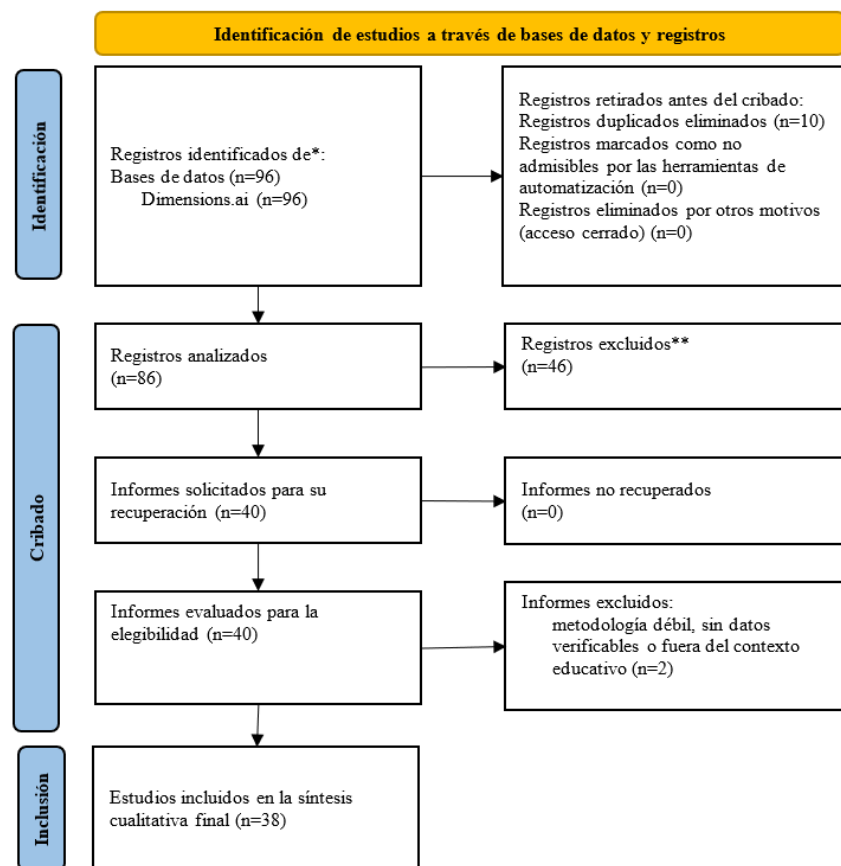 Identificación de estudios a través de bases de datos y registros
Identificación
Registros identificados de*:
Bases de datos (n=96)
Dimensions.ai (n=96)
Registros retirados antes del cribado:
Registros duplicados eliminados (n=10)
Registros marcados como no
admisibles por las herramientas de
automatización (n=0)
Registros eliminados por otros motivos
(acceso cerrado) (n=0)
Cribado
Registros analizados
(n=86)
Registros excluidos**
(n=46)
Informes solicitados para su
recuperación (n=40)
Informes no recuperados
(n=0)
Informes evaluados para la
elegibilidad (n=40)
Informes excluidos:
metodología débil, sin datos
verificables o fuera del contexto
educativo (n=2)
Inclusión
Estudios incluidos en la síntesis
cualitativa final (n=38)